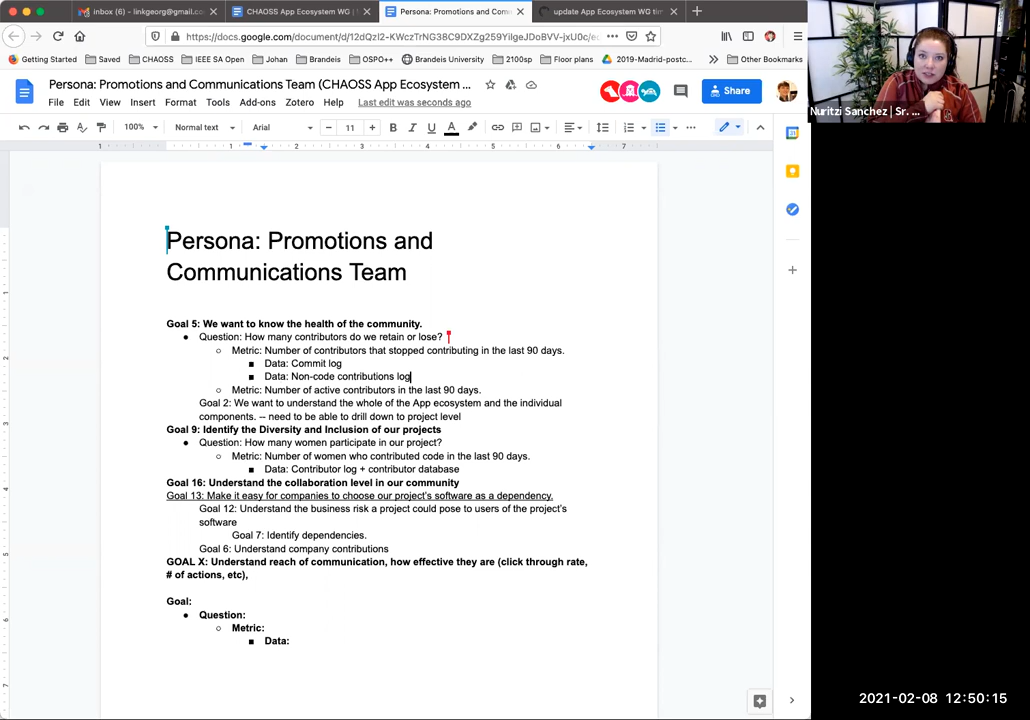 inbox (6) - linkgeorg@gmail.co
CHAOSS App Ecosystem WG |
Persona: Promotions and Com
update App Ecosystem WG tim
https://docs.google.com/document/d/12dQzI2-KWczTrNG38C9DXZg259YiIgeJDoBVV-jxU0c/e
Getting Started Saved CHAOSS IEEE SA Open Johan Brandeis OSPO++ Brandeis University 2100sp Floor plans 2019-Madrid-postc... Other Bookmarks
Persona: Promotions and Communications Team (CHAOSS App Ecosystem
Share
File Edit View Insert Format Tools Add-ons Zotero Help Last edit was seconds ago
100% Normal text Arial 11 B I U A
Nuritzi Sanchez | Sr. ...
1 1 2 3 4 5 6 7
Persona: Promotions and
Communications Team
Goal 5: We want to know the health of the community.
● Question: How many contributors do we retain or lose?
○ Metric: Number of contributors that stopped contributing in the last 90 days.
■ Data: Commit log
■ Data: Non-code contributions log
○ Metric: Number of active contributors in the last 90 days.
Goal 2: We want to understand the whole of the App ecosystem and the individual
components. -- need to be able to drill down to project level
Goal 9: Identify the Diversity and Inclusion of our projects
● Question: How many women participate in our project?
○ Metric: Number of women who contributed code in the last 90 days.
■ Data: Contributor log + contributor database
Goal 16: Understand the collaboration level in our community
Goal 13: Make it easy for companies to choose our project's software as a dependency.
Goal 12: Understand the business risk a project could pose to users of the project's
software
Goal 7: Identify dependencies.
Goal 6: Understand company contributions
GOAL X: Understand reach of communication, how effective they are (click through rate,
# of actions, etc),
Goal:
● Question:
○ Metric:
■ Data:
2021-02-08 12:50:15